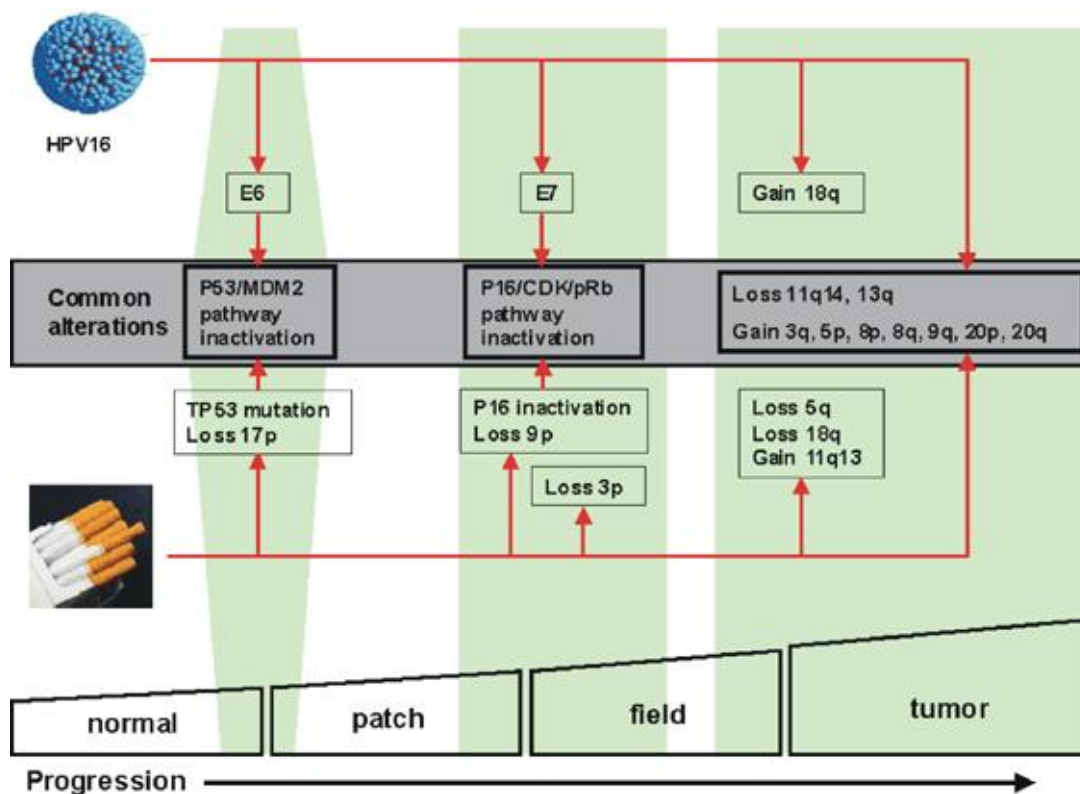 HPV16
E6
E7
Gain 18q
Common
alterations
P53/MDM2
pathway
inactivation
P16/CDK/pRb
pathway
inactivation
Loss 11q14, 13q
Gain 3q, 5p, 8p, 8q, 9q, 20p, 20q
TP53 mutation
Loss 17p
P16 inactivation
Loss 9p
Loss 3p
Loss 5q
Loss 18q
Gain 11q13
normal
patch
field
tumor
Progression